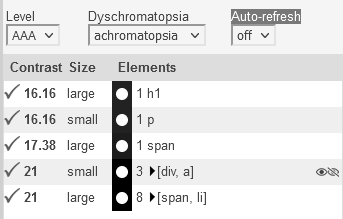 Level Dyschromatopsia Auto-refresh
AAA achromatopsia off
Contrast Size Elements
16.16 large 1 h1
16.16 small 1 p
17.38 large 1 span
21 small 3 [div, a]
21 large 8 [span, li]